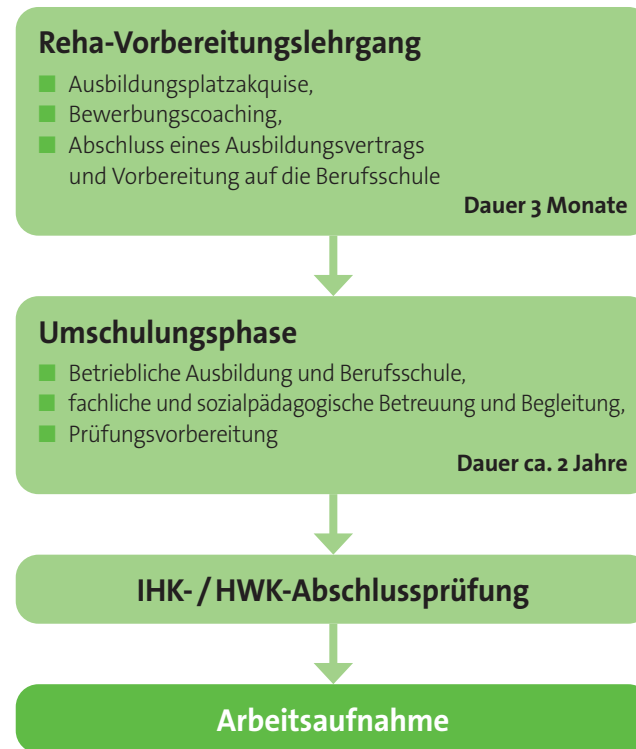 Reha-Vorbereitungslehrgang
■ Ausbildungsplatzakquise,
■ Bewerbungscoaching,
■ Abschluss eines Ausbildungsvertrags
und Vorbereitung auf die Berufsschule
Dauer 3 Monate
Umschulungsphase
■ Betriebliche Ausbildung und Berufsschule,
■ fachliche und sozialpädagogische Betreuung und Begleitung,
■ Prüfungsvorbereitung
Dauer ca. 2 Jahre
IHK- / HWK-Abschlussprüfung
Arbeitsaufnahme